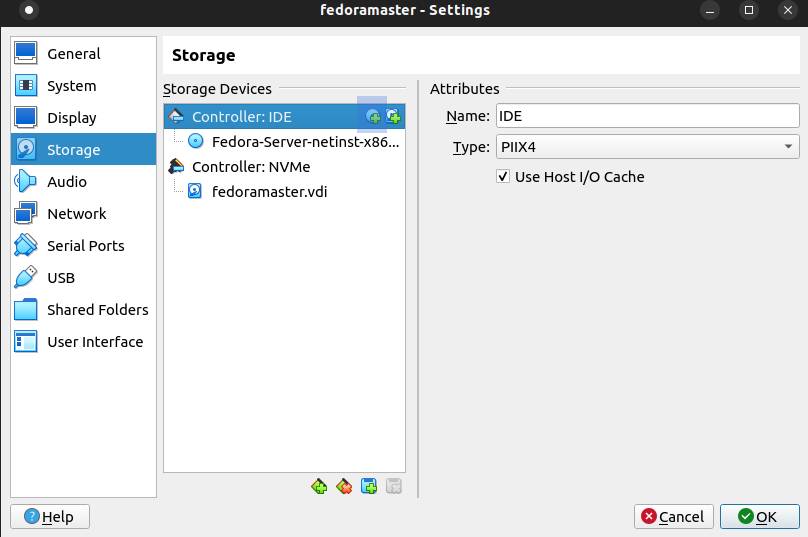 fedoramaster - Settings
General
System
Display
Storage
Audio
Network
Serial Ports
USB
Shared Folders
User Interface
Storage
Storage Devices
Controller: IDE
Fedora-Server-netinst-x86...
Controller: NVMe
fedoramaster.vdi
Attributes
Name: IDE
Type: PIIX4
Use Host I/O Cache
Help
Cancel
OK